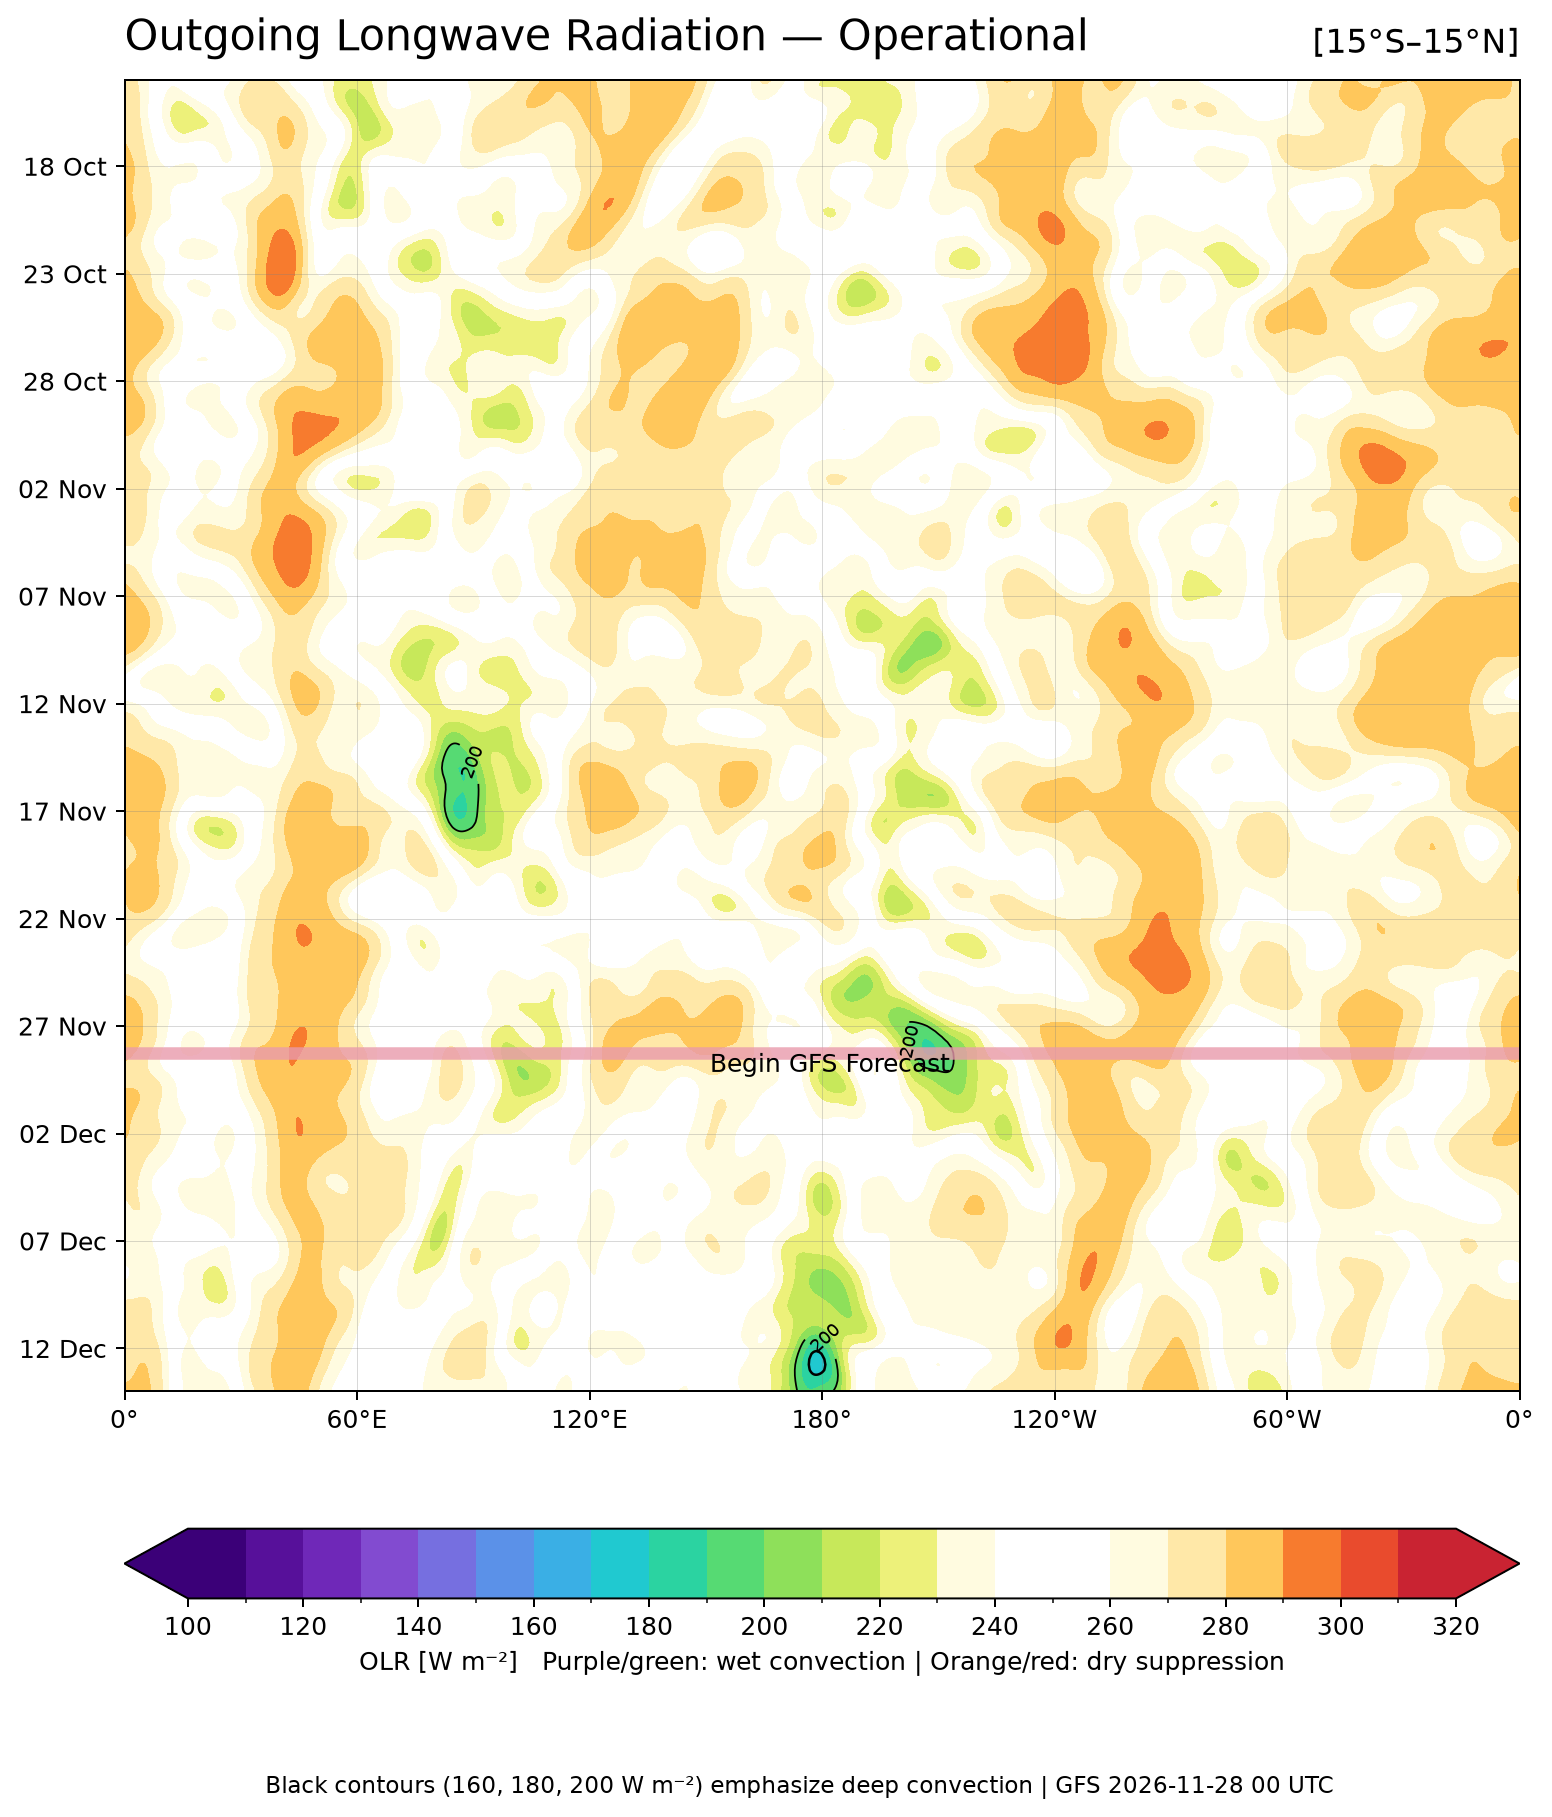 Outgoing Longwave Radiation — Operational
[15°S–15°N]
18 Oct
23 Oct
28 Oct
02 Nov
07 Nov
12 Nov
200
17 Nov
22 Nov
27 Nov
200
Begin GFS Forecast
02 Dec
07 Dec
200
12 Dec
0° 60°E 120°E 180° 120°W 60°W 0°
100 120 140 160 180 200 220 240 260 280 300 320
OLR [W m⁻²] Purple/green: wet convection | Orange/red: dry suppression
Black contours (160, 180, 200 W m⁻²) emphasize deep convection | GFS 2026-11-28 00 UTC